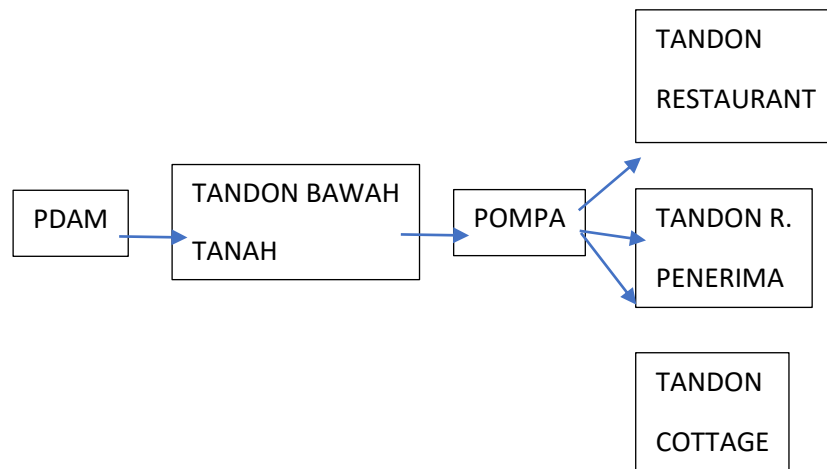 PDAM
TANDON BAWAH
TANAH
POMPA
TANDON
RESTAURANT
TANDON R.
PENERIMA
TANDON
COTTAGE